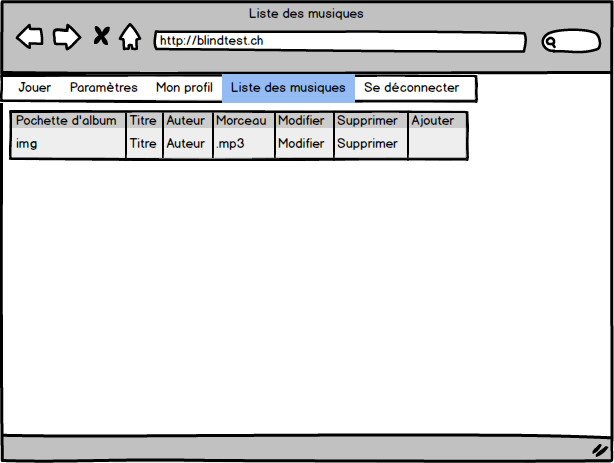 Liste des musiques
http://blindtest.ch
Jouer Paramètres Mon profil Liste des musiques Se déconnecter
Pochette d'album Titre Auteur Morceau Modifier Supprimer Ajouter
img Titre Auteur .mp3 Modifier Supprimer